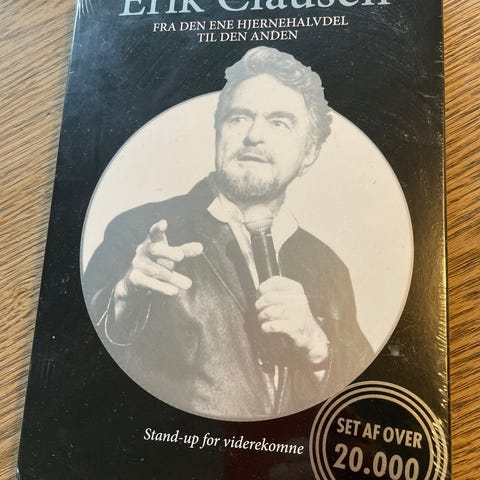 Erik Clausen
FRA DEN ENE HJERNEHALVDEL
TIL DEN ANDEN
Stand-up for viderekomne
SET AF OVER
20.000